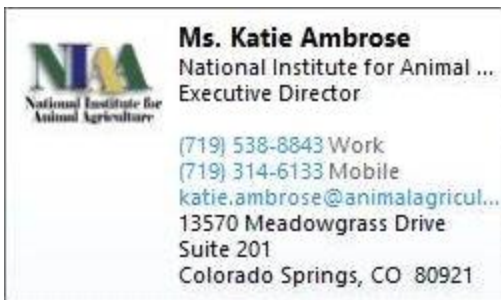 NIAA
National Institute for
Animal Agriculture
Ms. Katie Ambrose
National Institute for Animal ...
Executive Director
(719) 538-8843 Work
(719) 314-6133 Mobile
katie.ambrose@animalagricul...
13570 Meadowgrass Drive
Suite 201
Colorado Springs, CO 80921